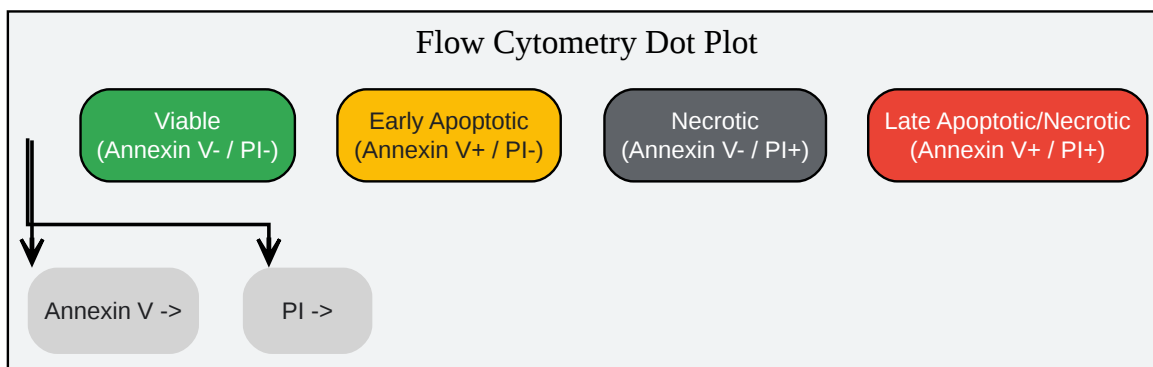 Flow Cytometry Dot Plot
Viable
(Annexin V- / PI-)
Early Apoptotic
(Annexin V+ / PI-)
Necrotic
(Annexin V- / PI+)
Late Apoptotic/Necrotic
(Annexin V+ / PI+)
Annexin V ->
PI ->